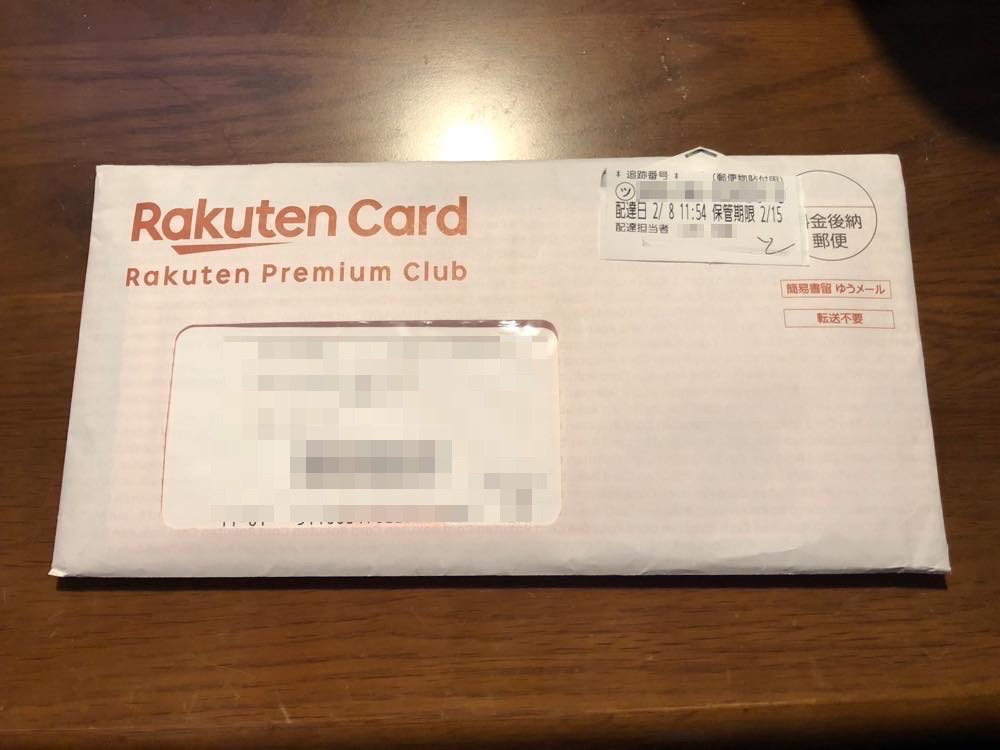 Rakuten Card
Rakuten Premium Club
* 追跡番号 * (郵便物貼付用)
ツ
配達日 2/ 8 11:54 保管期限 2/15
配達担当者
料金後納
郵便
簡易書留 ゆうメール
転送不要